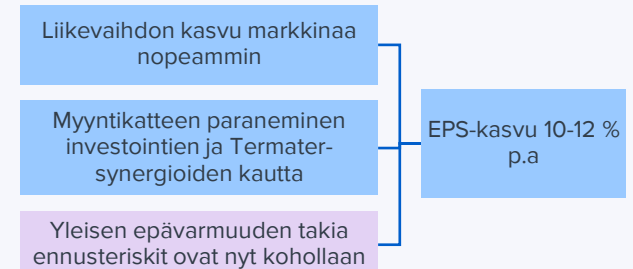 Liikevaihdon kasvu markkinaa
nopeammin
Myyntikatteen paraneminen
investointien ja Termater-
synergioiden kautta
EPS-kasvu 10-12 %
p.a
Yleisen epävarmuuden takia
ennusteriskit ovat nyt kohollaan